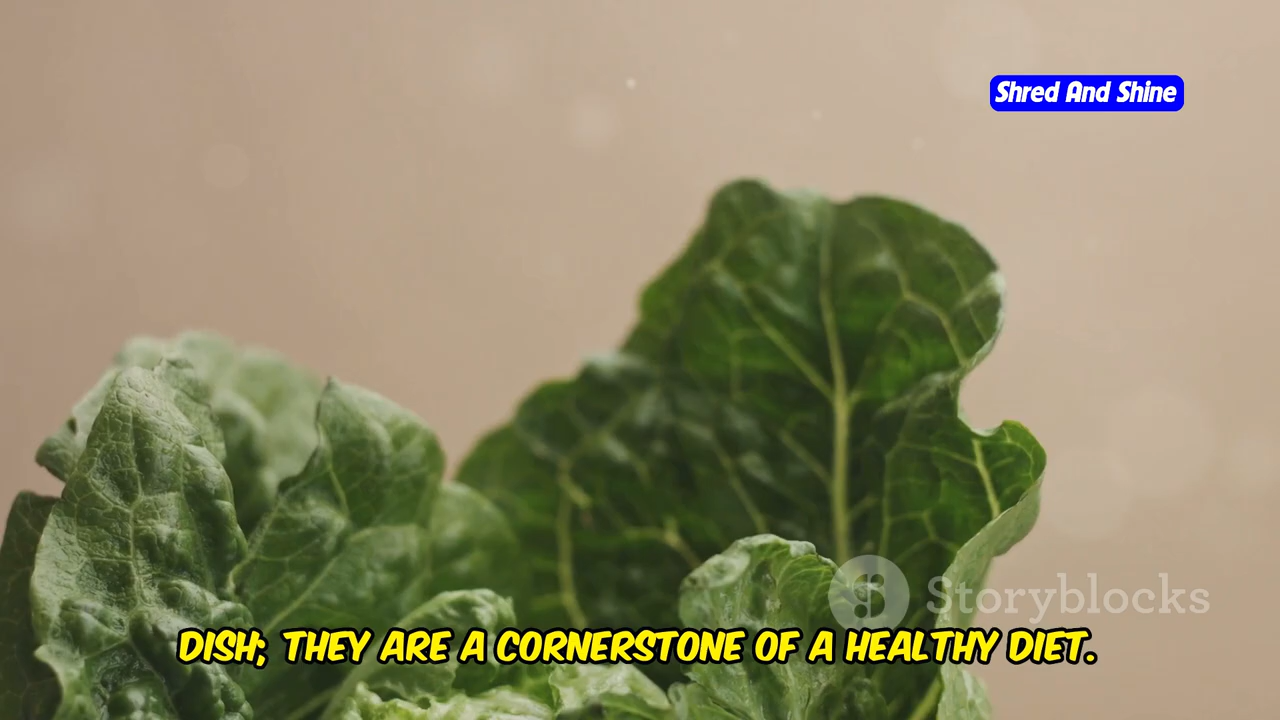 Shred And Shine
Storyblocks
DISH; THEY ARE A CORNERSTONE OF A HEALTHY DIET.